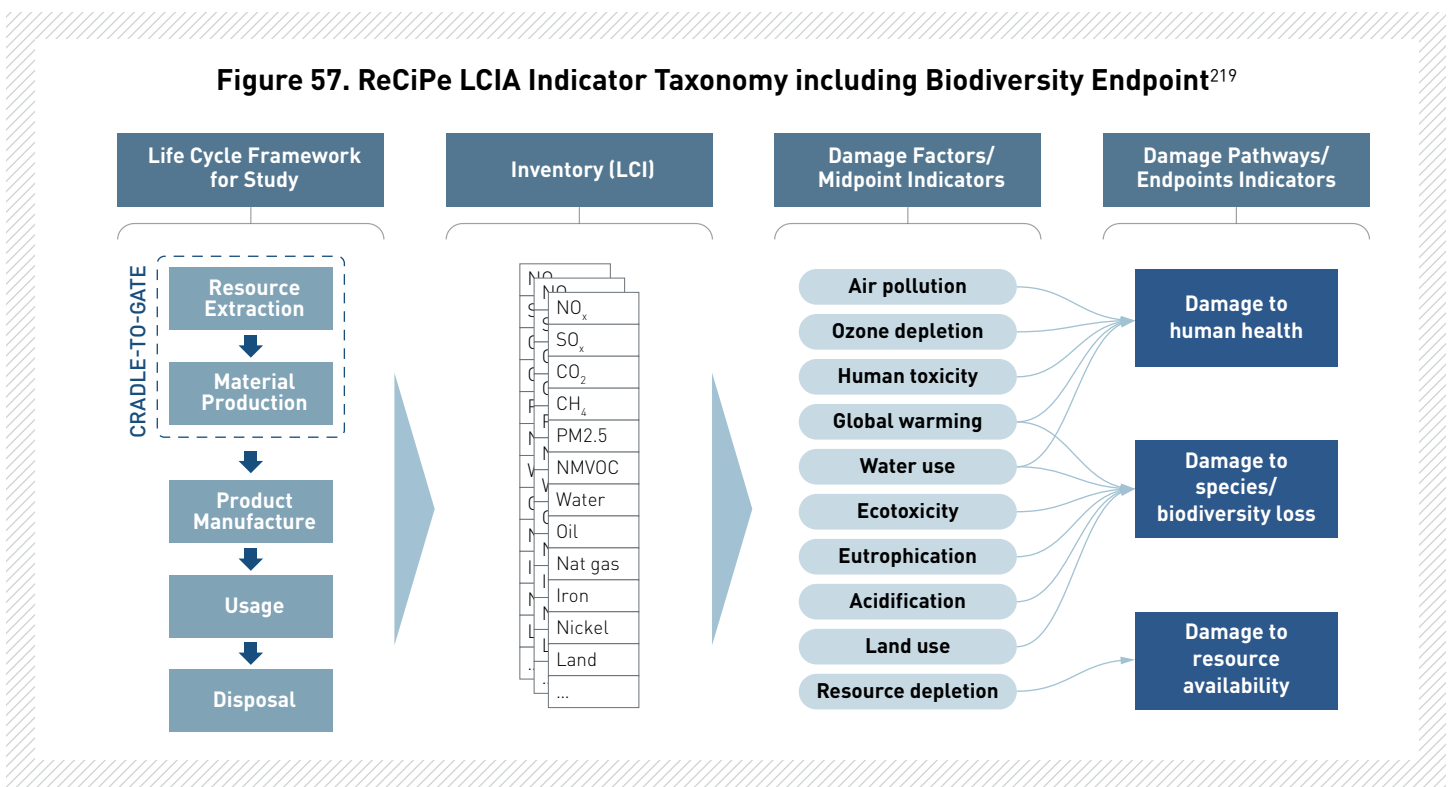 Figure 57. ReCiPe LCIA Indicator Taxonomy including Biodiversity Endpoint²¹⁹
Life Cycle Framework
for Study
CRADLE-TO-GATE
Resource
Extraction
Material
Production
Product
Manufacture
Usage
Disposal
Inventory (LCI)
NOₓ
SOₓ
CO₂
CH₄
PM2.5
NMVOC
Water
Oil
Nat gas
Iron
Nickel
Land
...
Damage Factors/
Midpoint Indicators
Air pollution
Ozone depletion
Human toxicity
Global warming
Water use
Ecotoxicity
Eutrophication
Acidification
Land use
Resource depletion
Damage Pathways/
Endpoints Indicators
Damage to
human health
Damage to
species/
biodiversity loss
Damage to
resource
availability